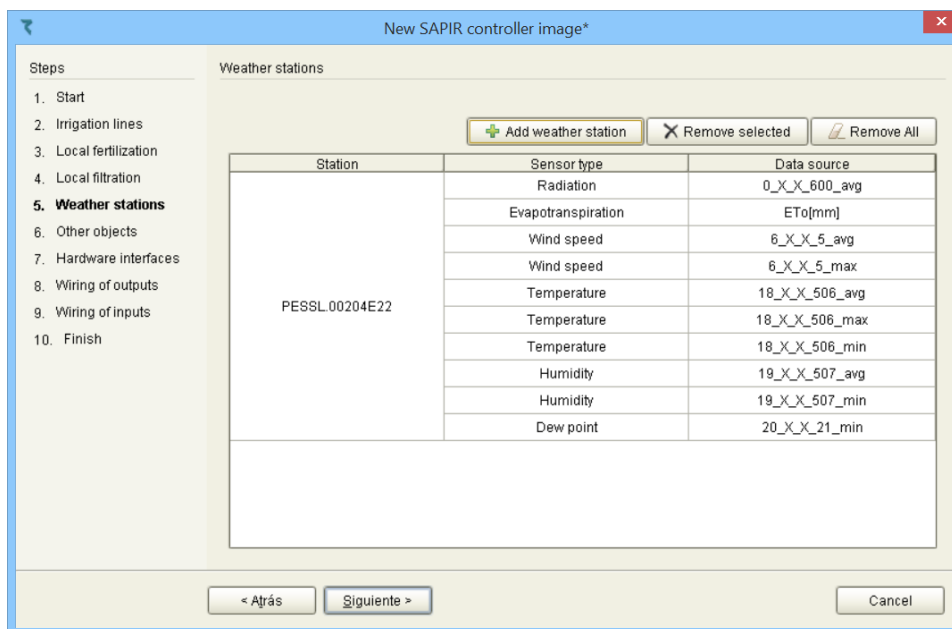 New SAPIR controller image*
Steps
1. Start
2. Irrigation lines
3. Local fertilization
4. Local filtration
5. Weather stations
6. Other objects
7. Hardware interfaces
8. Wiring of outputs
9. Wiring of inputs
10. Finish
Weather stations
Add weather station Remove selected Remove All
Station Sensor type Data source
PESSL.00204E22
Radiation 0_X_X_600_avg
Evapotranspiration ETo[mm]
Wind speed 6_X_X_5_avg
Wind speed 6_X_X_5_max
Temperature 18_X_X_506_avg
Temperature 18_X_X_506_max
Temperature 18_X_X_506_min
Humidity 19_X_X_507_avg
Humidity 19_X_X_507_min
Dew point 20_X_X_21_min
< Atrás Siguiente > Cancel